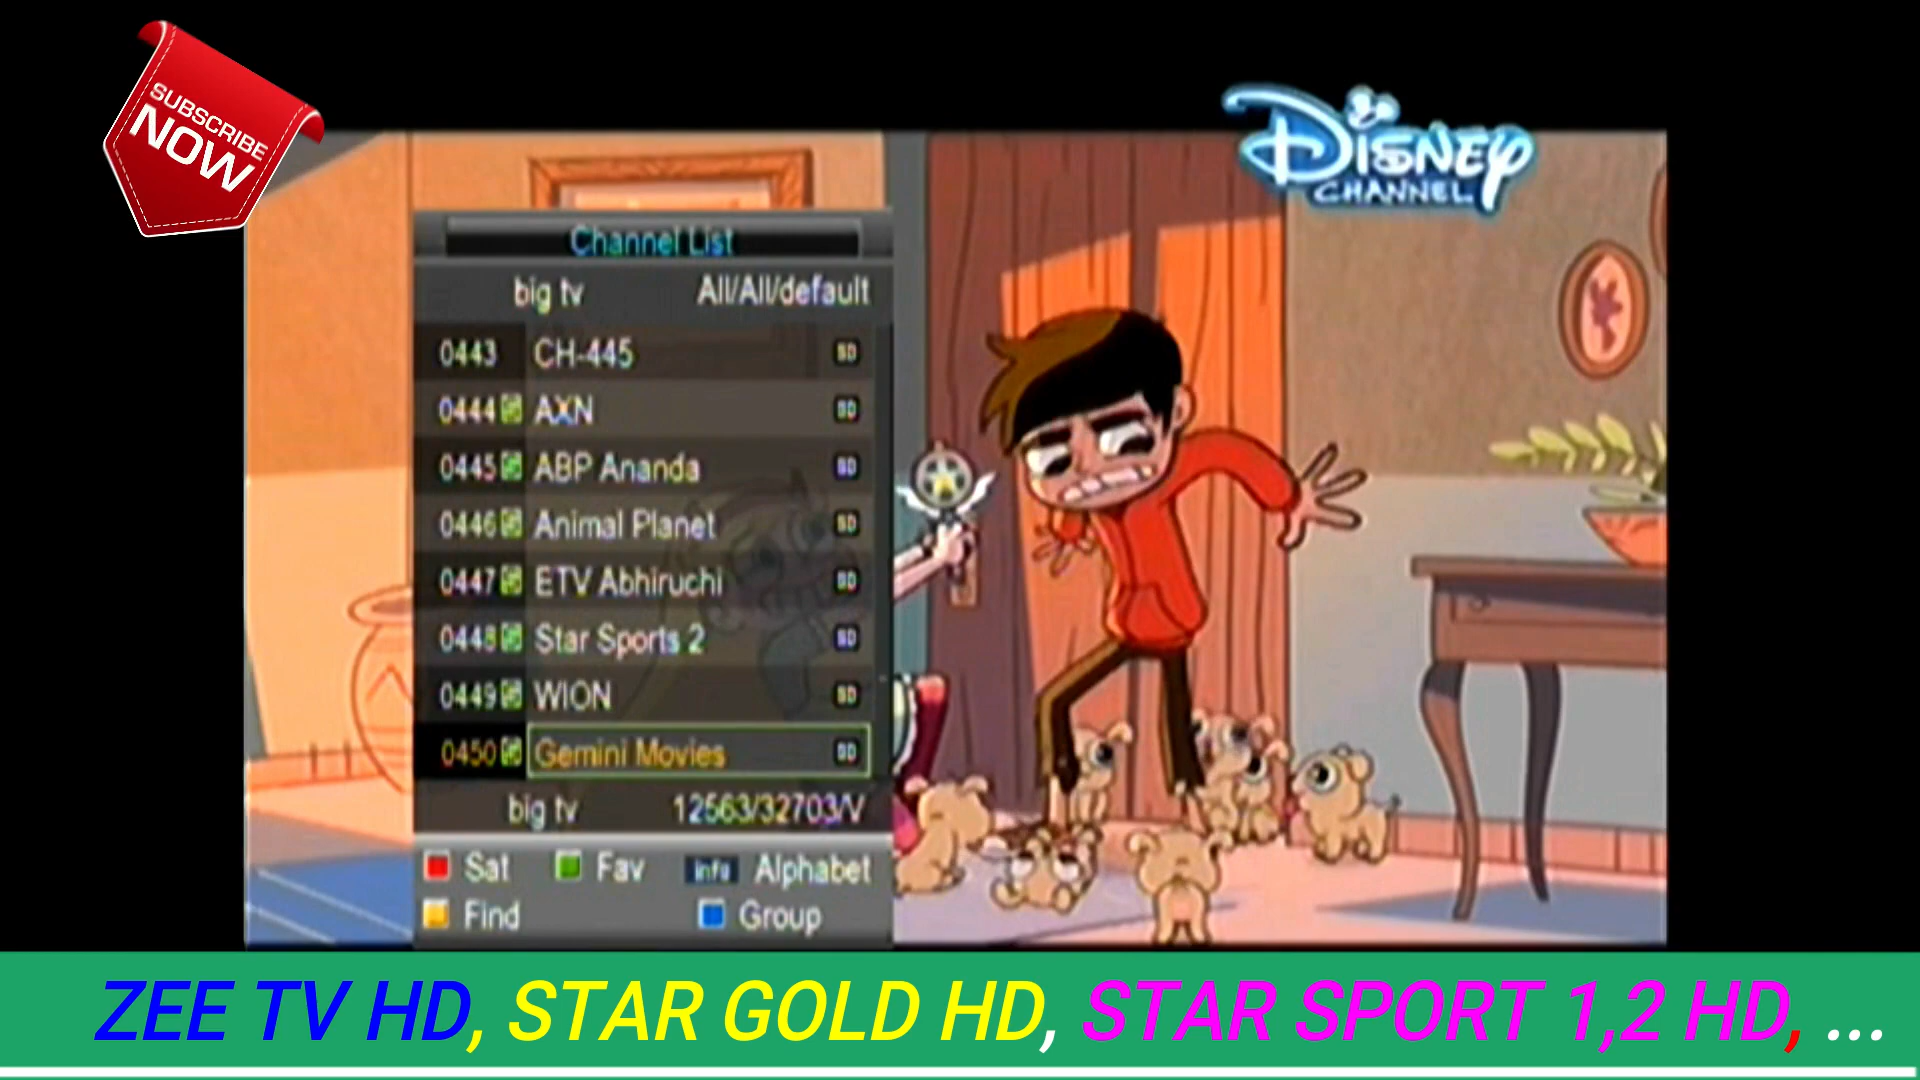 SUBSCRIBE
NOW
DISNEY
CHANNEL
Channel List
big tv All/All/default
0443 CH-445 SD
0444 AXN SD
0445 ABP Ananda SD
0446 Animal Planet SD
0447 ETV Abhiruchi SD
0448 Star Sports 2 SD
0449 WION SD
0450 Gemini Movies SD
big tv 12563/32703/V
Sat Fav info Alphabet
Find Group
ZEE TV HD, STAR GOLD HD, STAR SPORT 1,2 HD, ...